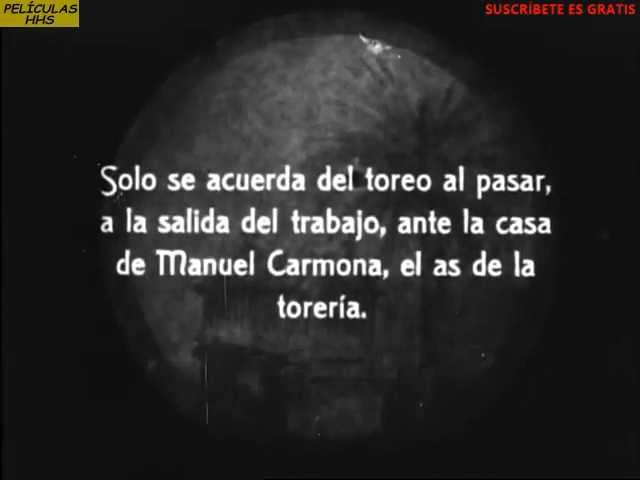 PELÍCULAS
HHS
SUSCRÍBETE ES GRATIS
Solo se acuerda del toreo al pasar,
a la salida del trabajo, ante la casa
de Manuel Carmona, el as de la
torería.